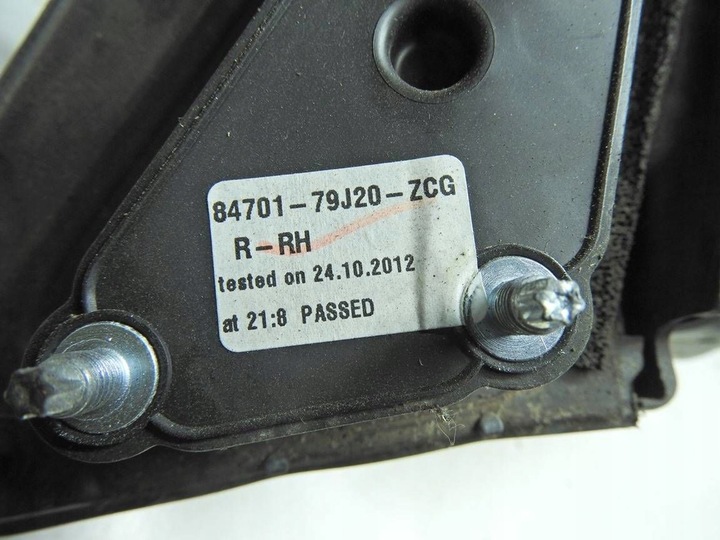 84701-79J20-ZCG
R-RH
tested on 24.10.2012
at 21:8 PASSED